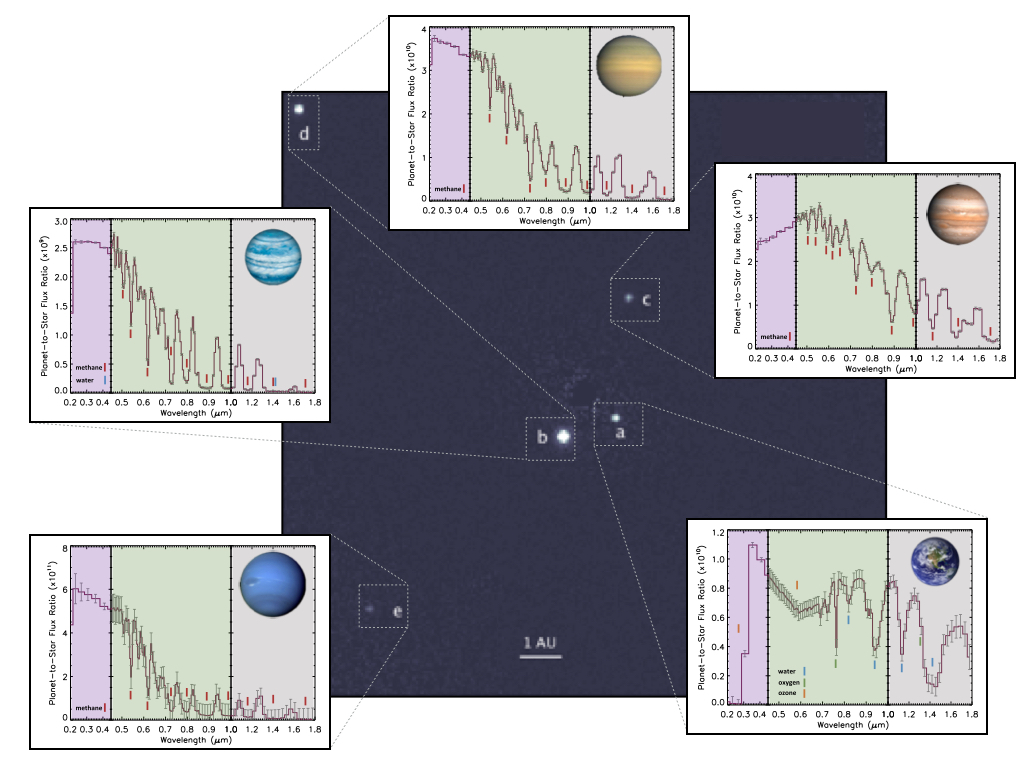 4
3
2
1
Planet-to-Star Flux Ratio (x10¹⁰)
methane
0.2 0.3 0.4 0.5 0.6 0.7 0.8 0.9 1.0 1.2 1.4 1.6 1.8
Wavelength (μm)
d
4
3
2
1
0
Planet-to-Star Flux Ratio (x10¹⁰)
methane
0.2 0.3 0.4 0.5 0.6 0.7 0.8 0.9 1.0 1.2 1.4 1.6 1.8
Wavelength (μm)
c
3.0
2.5
2.0
1.5
1.0
0.5
0.0
Planet-to-Star Flux Ratio (x10⁹)
methane
water
0.2 0.3 0.4 0.5 0.6 0.7 0.8 0.9 1.0 1.2 1.4 1.6 1.8
Wavelength (μm)
b
a
8
6
4
2
0
Planet-to-Star Flux Ratio (x10¹¹)
methane
0.2 0.3 0.4 0.5 0.6 0.7 0.8 0.9 1.0 1.2 1.4 1.6 1.8
Wavelength (μm)
e
1 AU
1.2
1.0
0.8
0.6
0.4
0.2
0.0
Planet-to-Star Flux Ratio (x10¹⁰)
water
oxygen
ozone
0.2 0.3 0.4 0.5 0.6 0.7 0.8 0.9 1.0 1.2 1.4 1.6 1.8
Wavelength (μm)